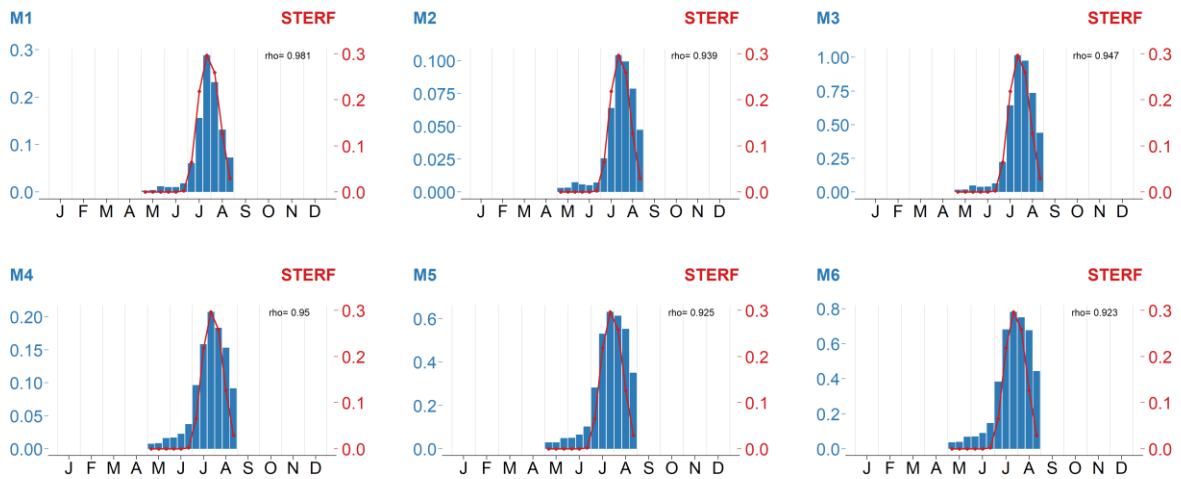 M1 STERF
0.3 0.3
rho= 0.981
0.2 0.2
0.1 0.1
0.0 0.0
J F M A M J J A S O N D
M2 STERF
0.100 0.3
rho= 0.939
0.075 0.2
0.050
0.025 0.1
0.000 0.0
J F M A M J J A S O N D
M3 STERF
1.00 0.3
rho= 0.947
0.75 0.2
0.50
0.25 0.1
0.00 0.0
J F M A M J J A S O N D
M4 STERF
0.20 0.3
rho= 0.95
0.15 0.2
0.10
0.05 0.1
0.00 0.0
J F M A M J J A S O N D
M5 STERF
0.6 0.3
rho= 0.925
0.4 0.2
0.2 0.1
0.0 0.0
J F M A M J J A S O N D
M6 STERF
0.8 0.3
rho= 0.923
0.6 0.2
0.4
0.2 0.1
0.0 0.0
J F M A M J J A S O N D